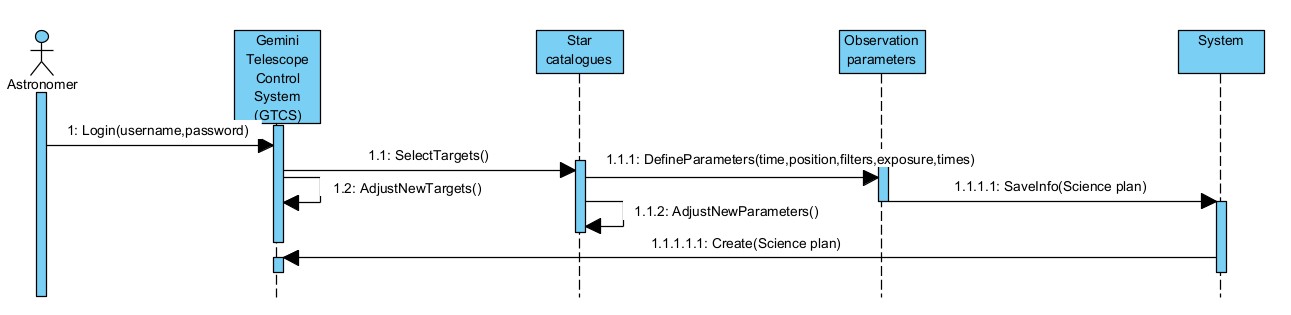 Astronomer
Gemini
Telescope
Control
System
(GTCS)
Star
catalogues
Observation
parameters
System
1: Login(username,password)
1.1: SelectTargets()
1.1.1: DefineParameters(time,position,filters,exposure,times)
1.2: AdjustNewTargets()
1.1.1.1: SaveInfo(Science plan)
1.1.2: AdjustNewParameters()
1.1.1.1.1: Create(Science plan)